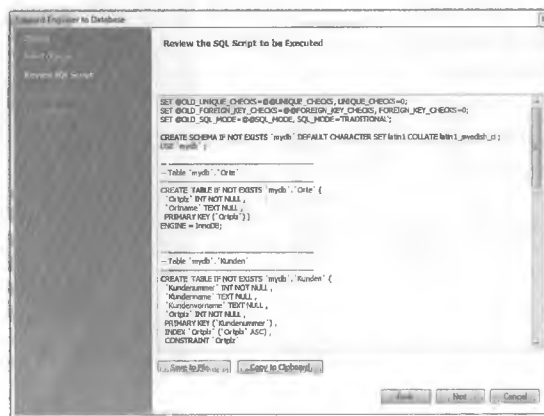 Forward Engineer to Database
Review the SQL Script to be Executed
Review SQL Script
SET @OLD_UNIQUE_CHECKS=@@UNIQUE_CHECKS, UNIQUE_CHECKS=0;
SET @OLD_FOREIGN_KEY_CHECKS=@@FOREIGN_KEY_CHECKS, FOREIGN_KEY_CHECKS=0;
SET @OLD_SQL_MODE=@@SQL_MODE, SQL_MODE='TRADITIONAL';
CREATE SCHEMA IF NOT EXISTS `mydb` DEFAULT CHARACTER SET latin1 COLLATE latin1_swedish_ci ;
USE `mydb` ;
-- Table `mydb`.`Orte`
CREATE TABLE IF NOT EXISTS `mydb`.`Orte` (
`Ortplz` INT NOT NULL ,
`Ortname` TEXT NULL ,
PRIMARY KEY (`Ortplz`) )
ENGINE = InnoDB;
-- Table `mydb`.`Kunden`
CREATE TABLE IF NOT EXISTS `mydb`.`Kunden` (
`Kundenummer` INT NOT NULL ,
`Kundenname` TEXT NULL ,
`Kundenvorname` TEXT NULL ,
`Ortplz` INT NOT NULL ,
PRIMARY KEY (`Kundenummer`) ,
INDEX `Ortplz` (`Ortplz` ASC) ,
CONSTRAINT `Ortplz`
Save to File
Copy to Clipboard
Back
Next
Cancel